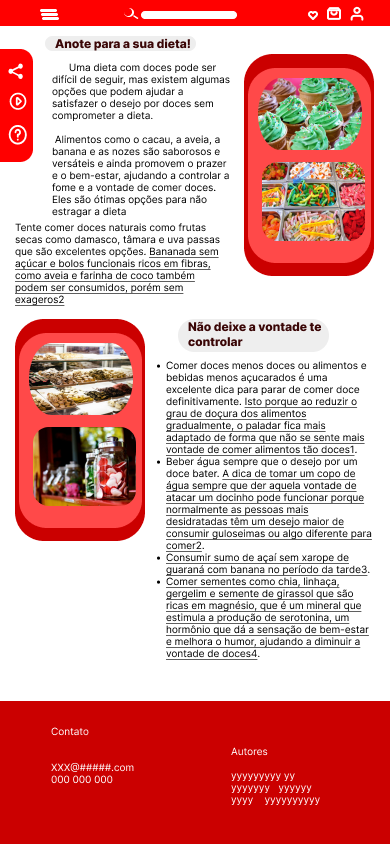 Anote para a sua dieta!
Uma dieta com doces pode ser
difícil de seguir, mas existem algumas
opções que podem ajudar a
satisfazer o desejo por doces sem
comprometer a dieta.
Alimentos como o cacau, a aveia, a
banana e as nozes são saborosos e
versáteis e ainda promovem o prazer
e o bem-estar, ajudando a controlar a
fome e a vontade de comer doces.
Eles são ótimas opções para não
estragar a dieta
Tente comer doces naturais como frutas
secas como damasco, tâmara e uva passas
que são excelentes opções. Bananada sem
açúcar e bolos funcionais ricos em fibras,
como aveia e farinha de coco também
podem ser consumidos, porém sem
exageros2
Não deixe a vontade te
controlar
• Comer doces menos doces ou alimentos e
bebidas menos açucarados é uma
excelente dica para parar de comer doce
definitivamente. Isto porque ao reduzir o
grau de doçura dos alimentos
gradualmente, o paladar fica mais
adaptado de forma que não se sente mais
vontade de comer alimentos tão doces1.
• Beber água sempre que o desejo por um
doce bater. A dica de tomar um copo de
água sempre que der aquela vontade de
atacar um docinho pode funcionar porque
normalmente as pessoas mais
desidratadas têm um desejo maior de
consumir guloseimas ou algo diferente para
comer2.
• Consumir sumo de açaí sem xarope de
guaraná com banana no período da tarde3.
• Comer sementes como chia, linhaça,
gergelim e semente de girassol que são
ricas em magnésio, que é um mineral que
estimula a produção de serotonina, um
hormônio que dá a sensação de bem-estar
e melhora o humor, ajudando a diminuir a
vontade de doces4.
Contato
XXX@#####.com
000 000 000
Autores
yyyyyyyyy yy
yyyyyyy yyyyyy
yyyy yyyyyyyyyy